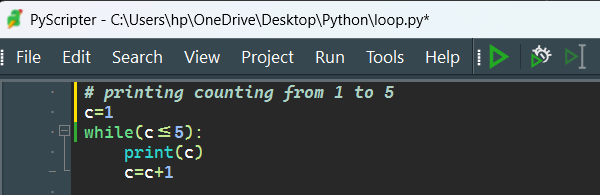 PyScripter - C:\Users\hp\OneDrive\Desktop\Python\loop.py*
File Edit Search View Project Run Tools Help
# printing counting from 1 to 5
c=1
while(c≤5):
    print(c)
    c=c+1